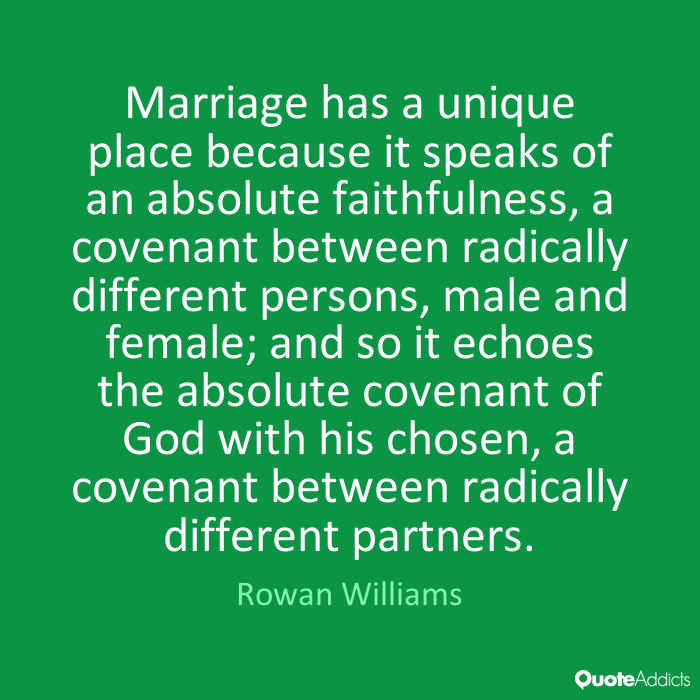 Marriage has a unique
place because it speaks of
an absolute faithfulness, a
covenant between radically
different persons, male and
female; and so it echoes
the absolute covenant of
God with his chosen, a
covenant between radically
different partners.
Rowan Williams
QuoteAddicts